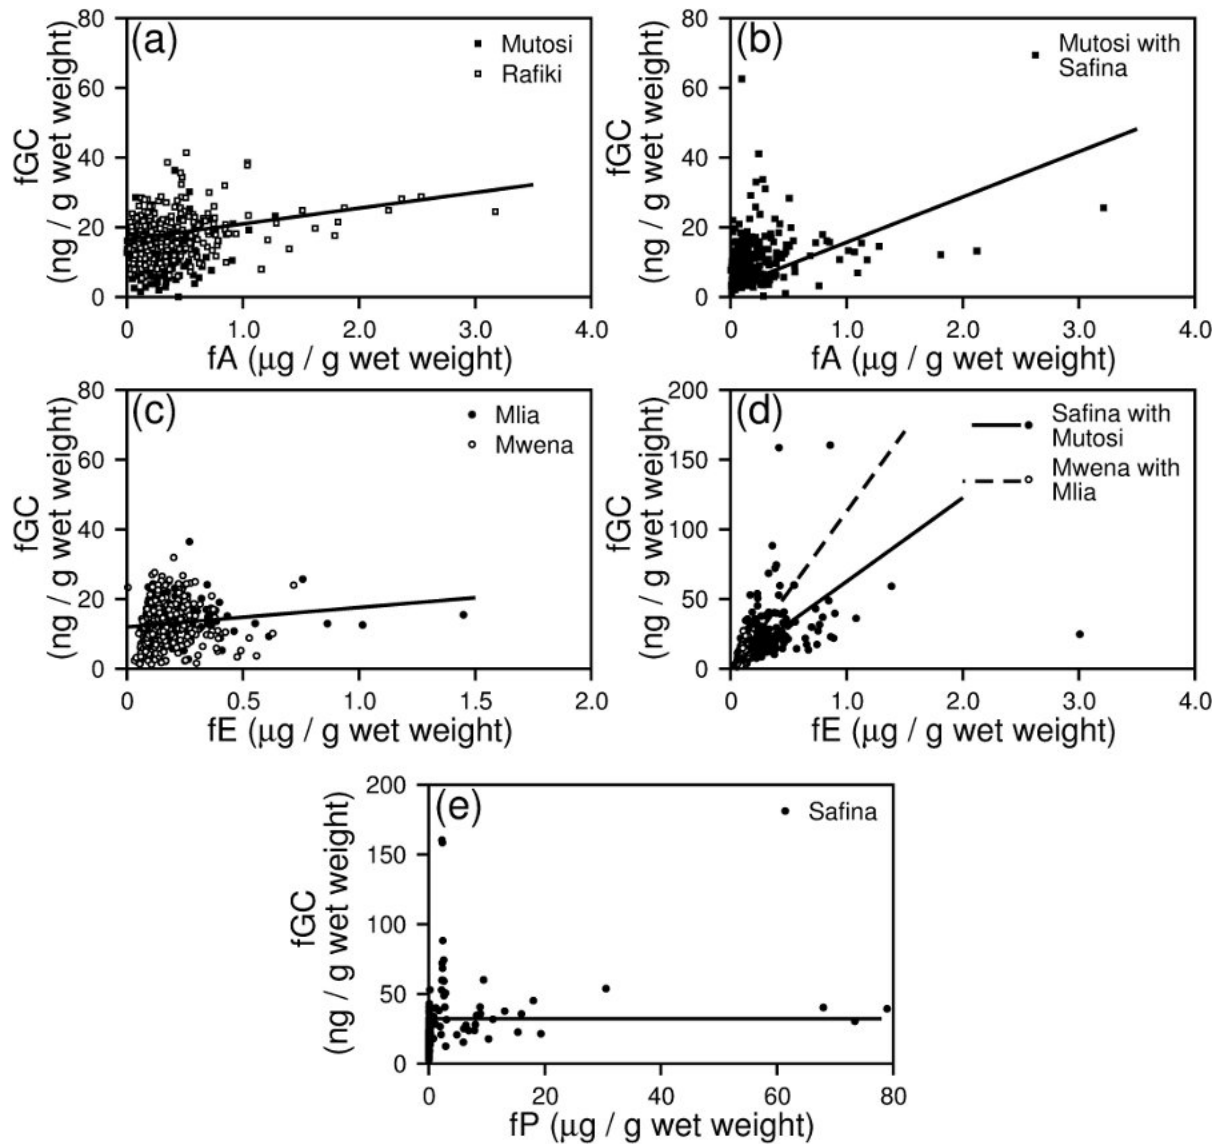 (a)
80
60
40
20
0
fGC
(ng / g wet weight)
Mutosi
Rafiki
0 1.0 2.0 3.0 4.0
fA (μg / g wet weight)
(b)
80
60
40
20
0
fGC
(ng / g wet weight)
Mutosi with
Safina
0 1.0 2.0 3.0 4.0
fA (μg / g wet weight)
(c)
80
60
40
20
0
fGC
(ng / g wet weight)
Mlia
Mwena
0 0.5 1.0 1.5 2.0
fE (μg / g wet weight)
(d)
200
150
100
50
0
fGC
(ng / g wet weight)
Safina with
Mutosi
Mwena with
Mlia
0 1.0 2.0 3.0 4.0
fE (μg / g wet weight)
(e)
200
150
100
50
0
fGC
(ng / g wet weight)
Safina
0 20 40 60 80
fP (μg / g wet weight)